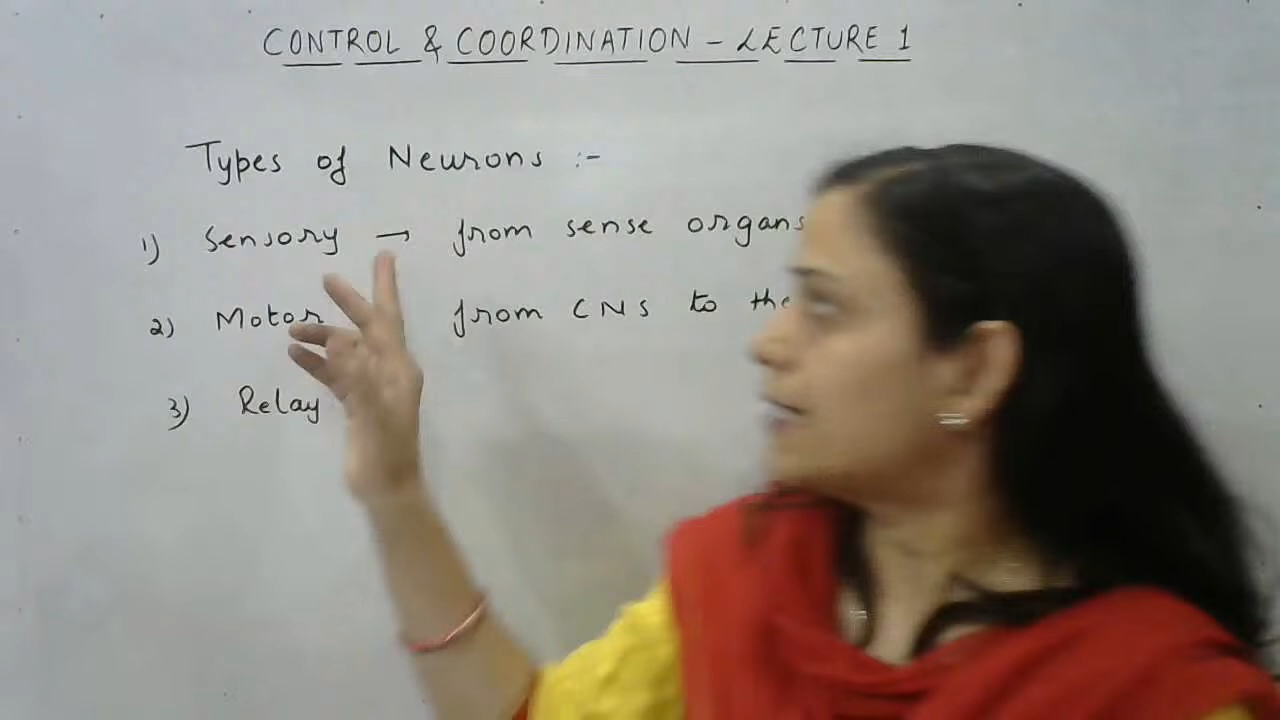 CONTROL & COORDINATION - LECTURE 1
Types of Neurons :-
1) Sensory → from sense organs
2) Motor from CNS to the
3) Relay